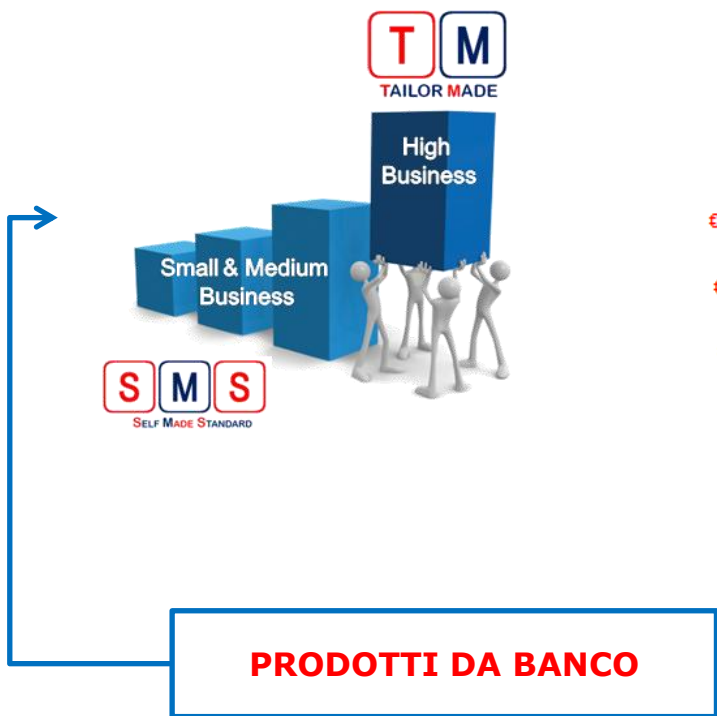 T M
TAILOR MADE
High
Business
€
Small & Medium
Business
S M S
SELF MADE STANDARD
PRODOTTI DA BANCO